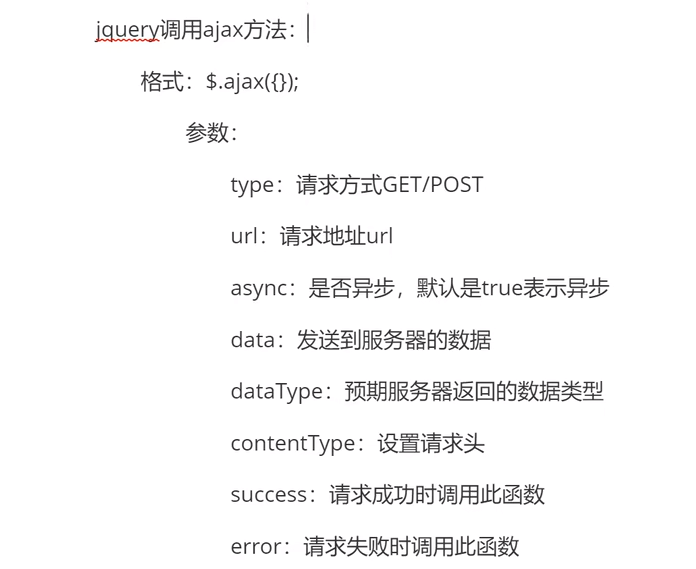 jquery调用ajax方法：
格式：$.ajax({});
参数：
type：请求方式GET/POST
url：请求地址url
async：是否异步，默认是true表示异步
data：发送到服务器的数据
dataType：预期服务器返回的数据类型
contentType：设置请求头
success：请求成功时调用此函数
error：请求失败时调用此函数